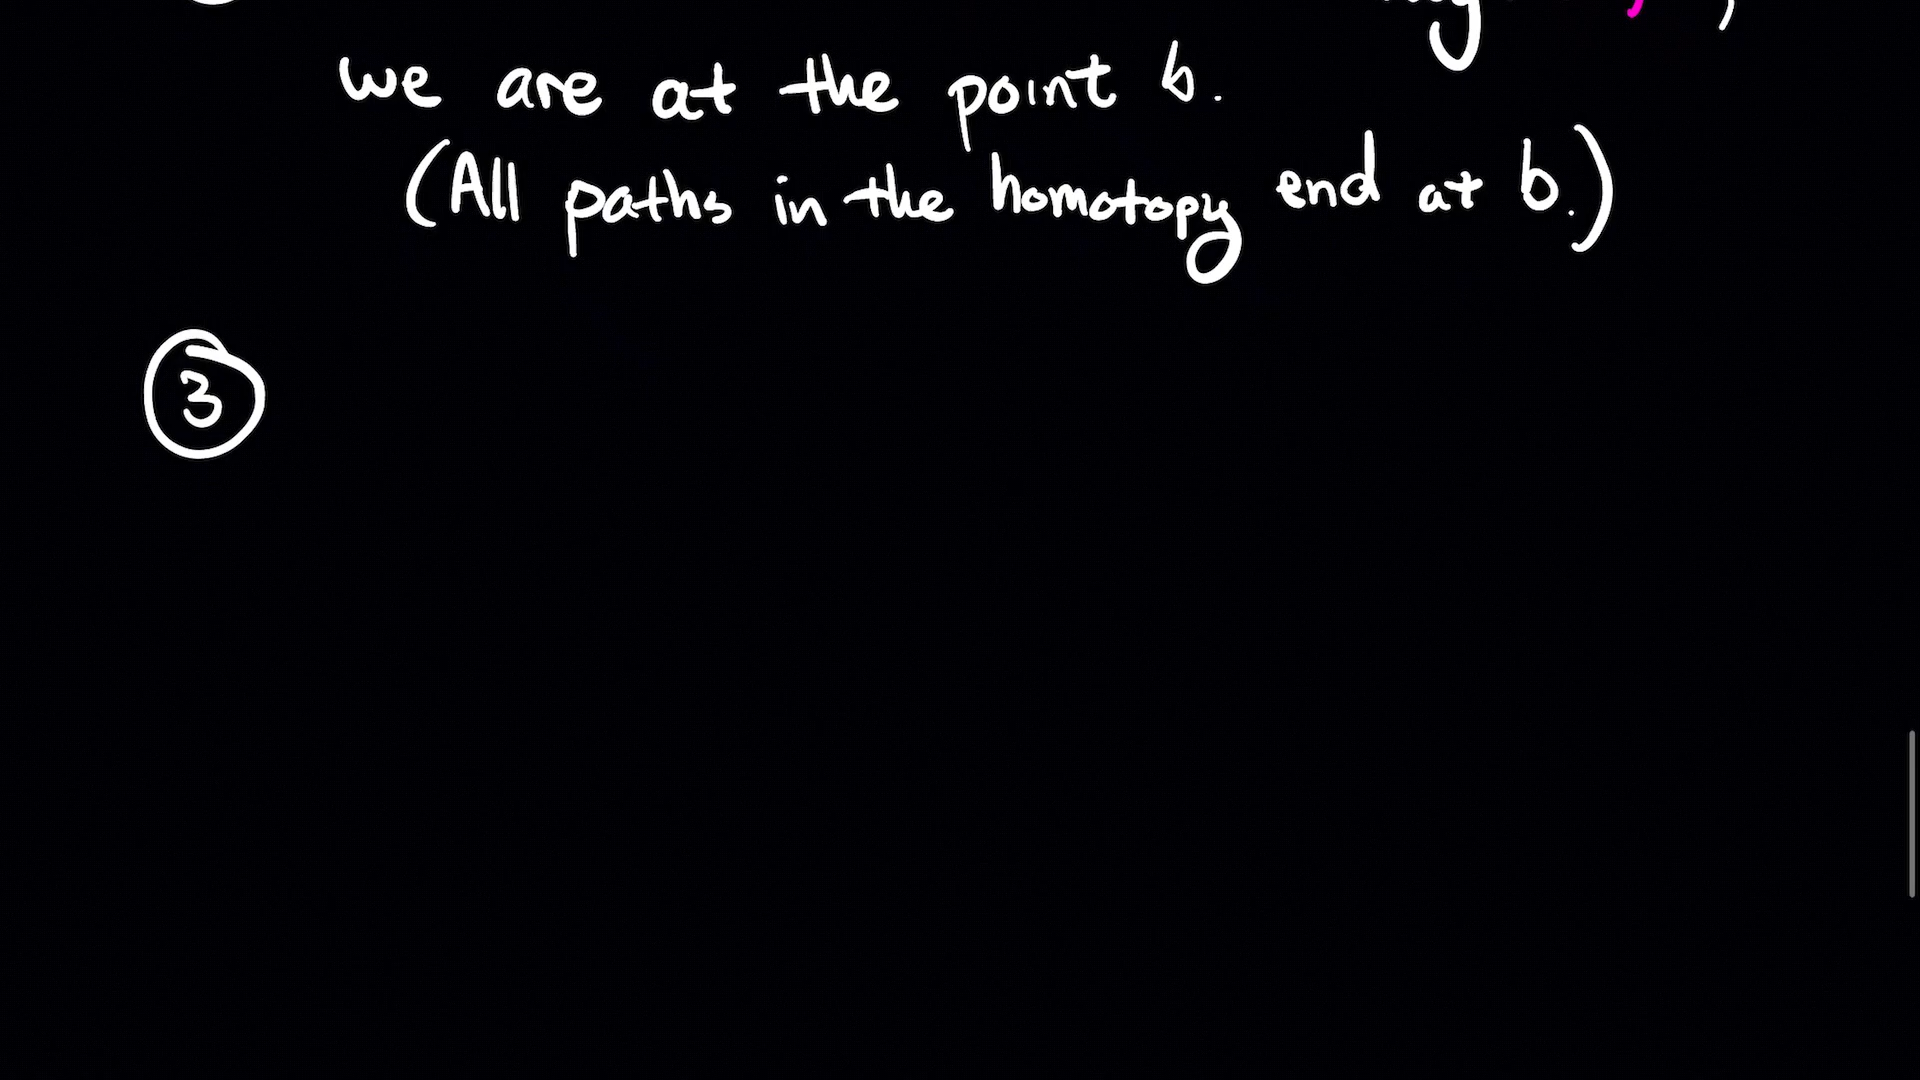 we are at the point b.
(All paths in the homotopy end at b.)
3